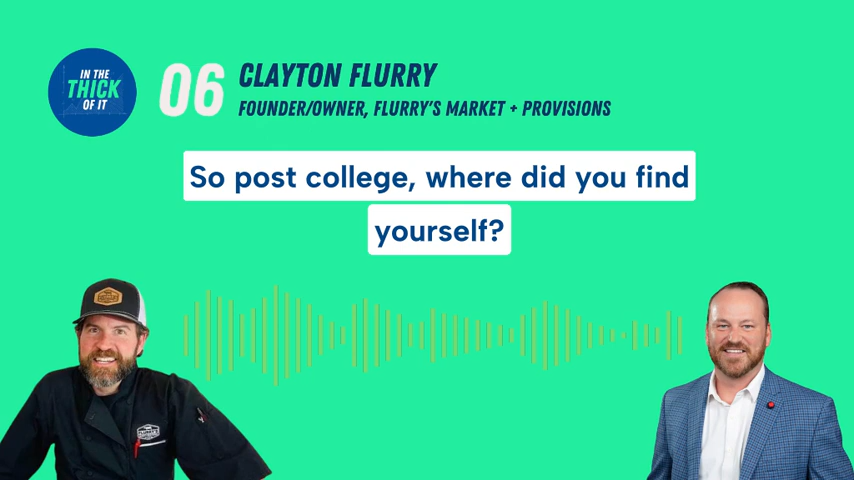 IN THE
THICK
OF IT
06
CLAYTON FLURRY
FOUNDER/OWNER, FLURRY'S MARKET + PROVISIONS
So post college, where did you find
yourself?